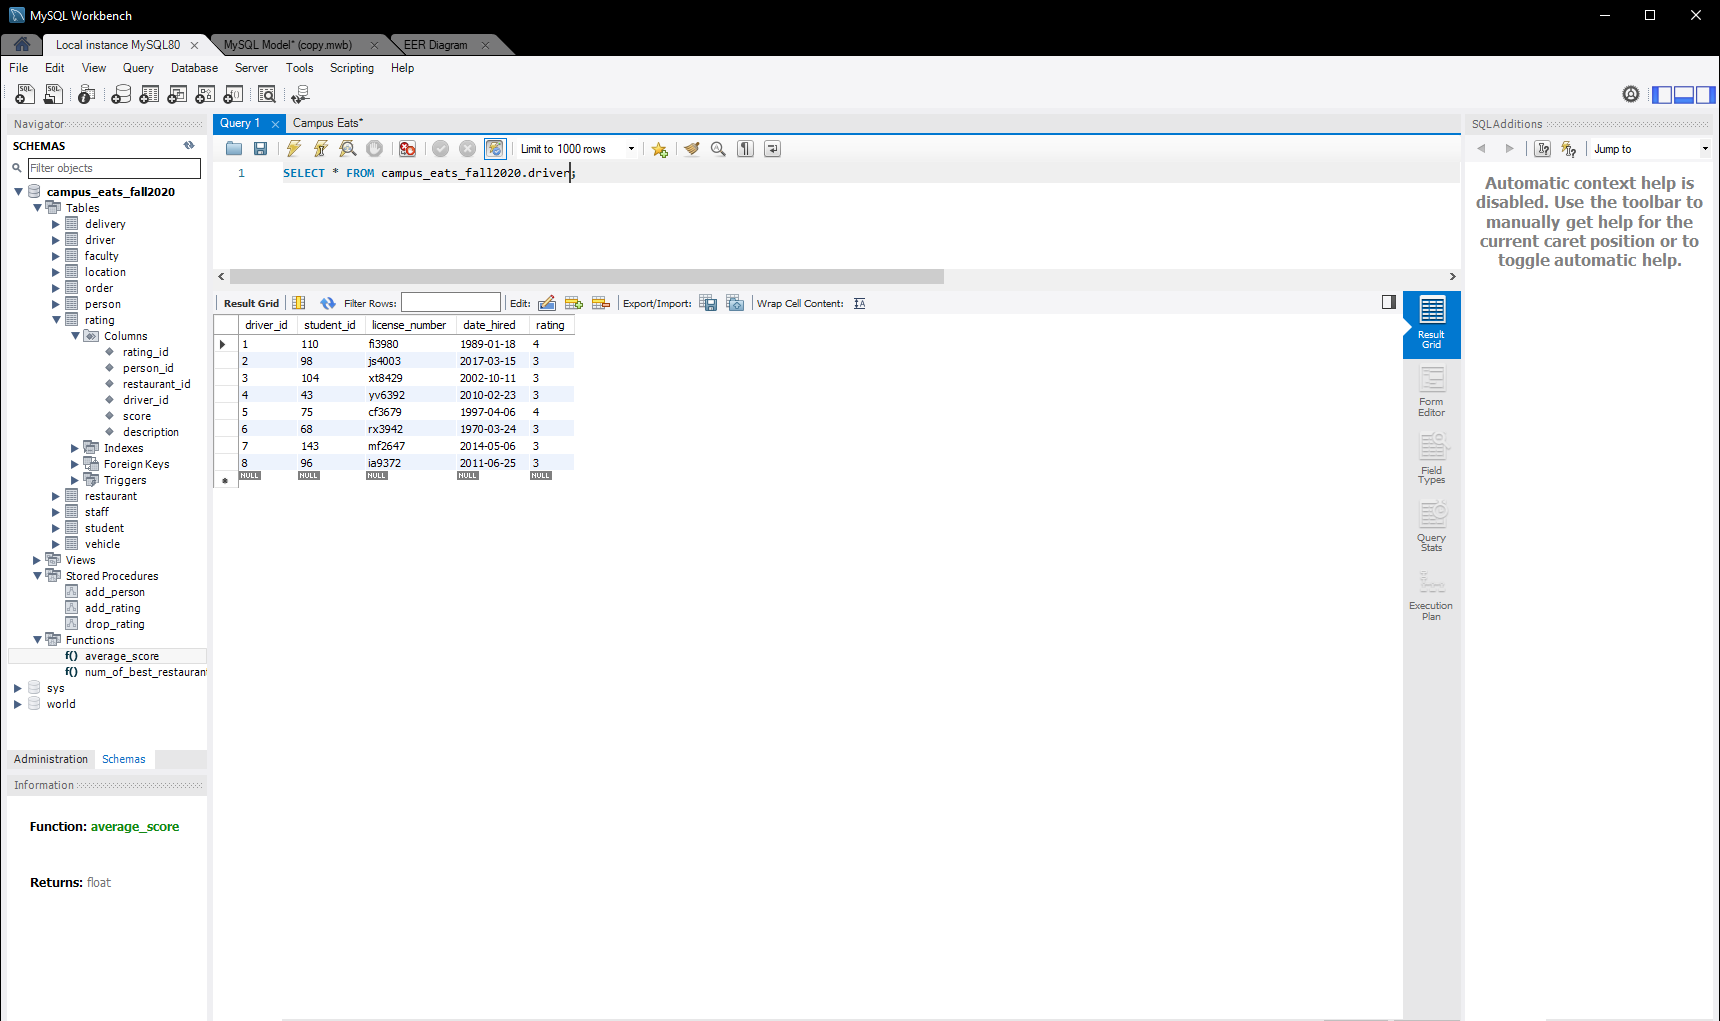 MySQL Workbench
Local instance MySQL80
MySQL Model* (copy.mwb)
EER Diagram
File Edit View Query Database Server Tools Scripting Help
Navigator
SCHEMAS
Filter objects
campus_eats_fall2020
Tables
delivery
driver
faculty
location
order
person
rating
Columns
rating_id
person_id
restaurant_id
driver_id
score
description
Indexes
Foreign Keys
Triggers
restaurant
staff
student
vehicle
Views
Stored Procedures
add_person
add_rating
drop_rating
Functions
f() average_score
f() num_of_best_restaurant
sys
world
Administration Schemas
Information
Function: average_score
Returns: float
Query 1 Campus Eats*
Limit to 1000 rows
1 SELECT * FROM campus_eats_fall2020.driver;
Result Grid Filter Rows: Edit: Export/Import: Wrap Cell Content:
driver_id student_id license_number date_hired rating
1 110 fi3980 1989-01-18 4
2 98 js4003 2017-03-15 3
3 104 xt8429 2002-10-11 3
4 43 yv6392 2010-02-23 3
5 75 cf3679 1997-04-06 4
6 68 rx3942 1970-03-24 3
7 143 mf2647 2014-05-06 3
8 96 ia9372 2011-06-25 3
NULL NULL NULL NULL NULL
Result
Grid
Form
Editor
Field
Types
Query
Stats
Execution
Plan
SQLAdditions
Jump to
Automatic context help is
disabled. Use the toolbar to
manually get help for the
current caret position or to
toggle automatic help.